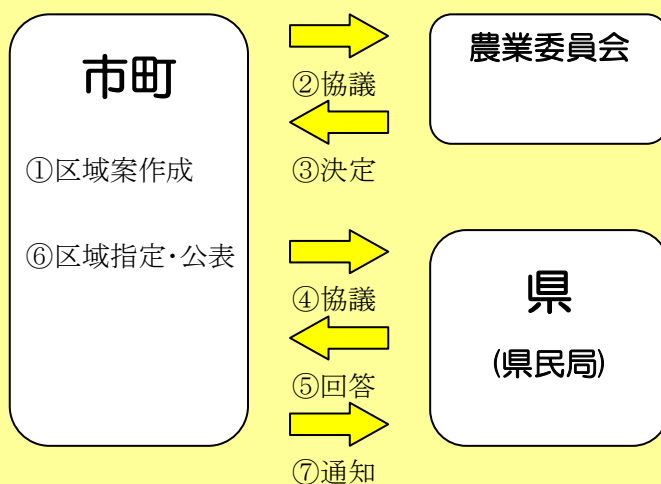 市町
①区域案作成
⑥区域指定・公表
②協議
③決定
農業委員会
④協議
⑤回答
⑦通知
県
(県民局)